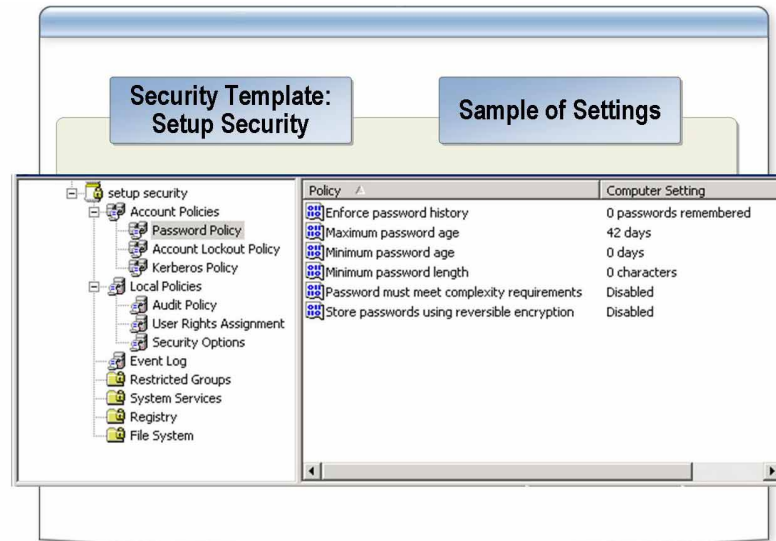 Security Template:
Setup Security
Sample of Settings
setup security
Account Policies
Password Policy
Account Lockout Policy
Kerberos Policy
Local Policies
Audit Policy
User Rights Assignment
Security Options
Event Log
Restricted Groups
System Services
Registry
File System
Policy Computer Setting
Enforce password history 0 passwords remembered
Maximum password age 42 days
Minimum password age 0 days
Minimum password length 0 characters
Password must meet complexity requirements Disabled
Store passwords using reversible encryption Disabled